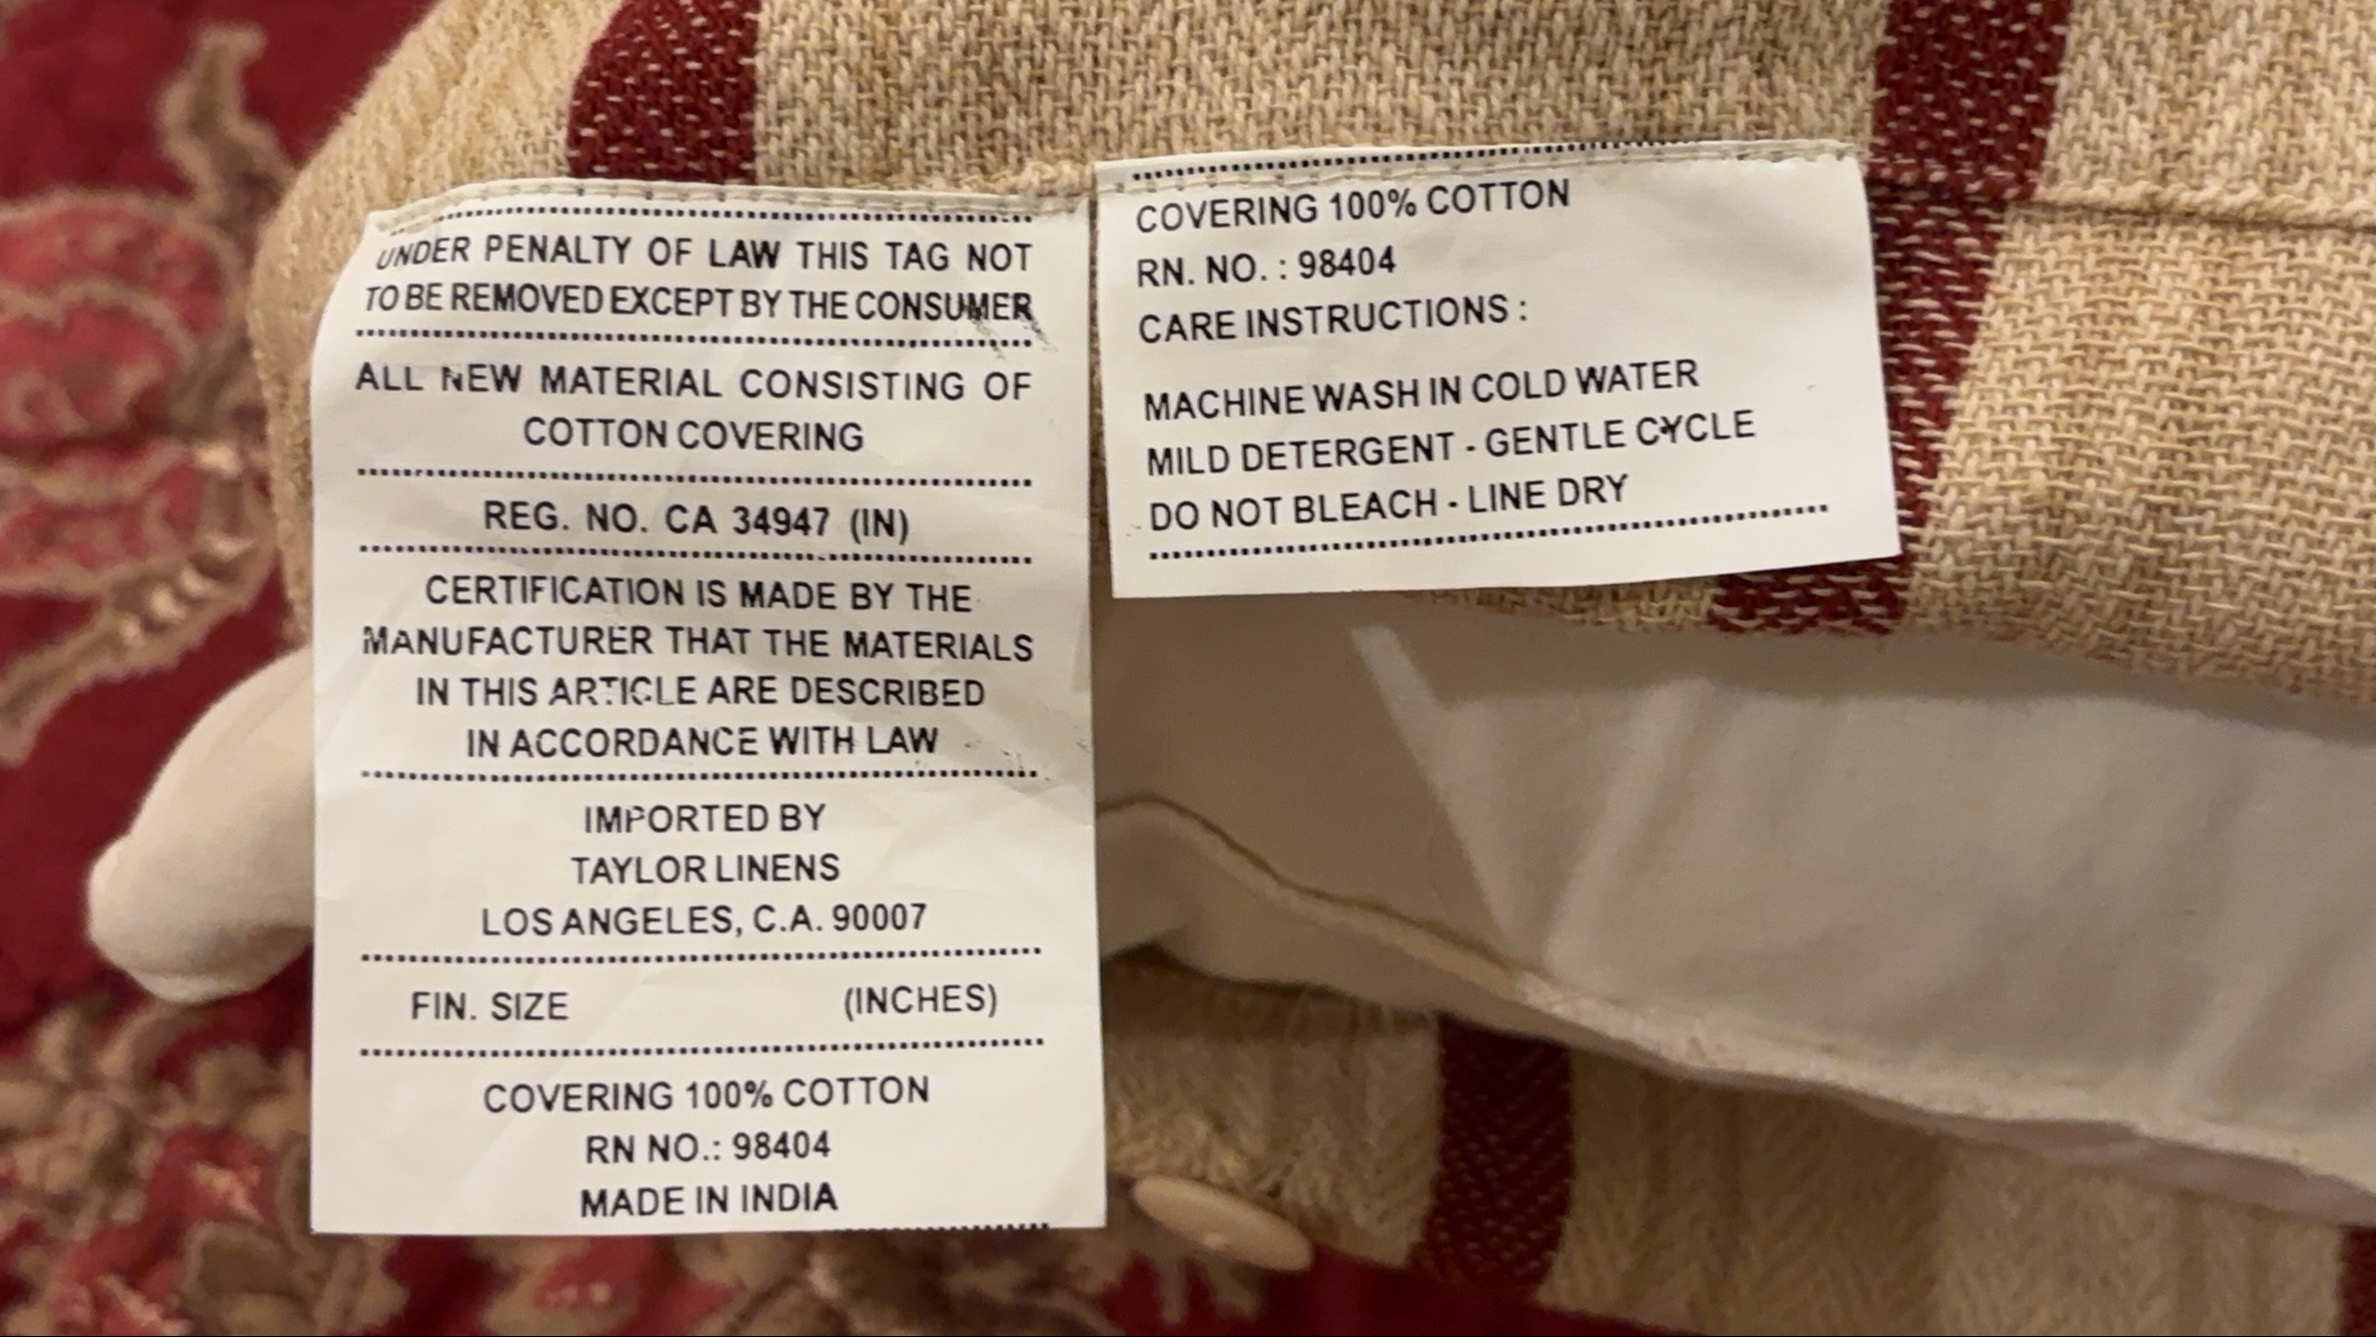 UNDER PENALTY OF LAW THIS TAG NOT
TO BE REMOVED EXCEPT BY THE CONSUMER
ALL NEW MATERIAL CONSISTING OF
COTTON COVERING
REG. NO. CA 34947 (IN)
CERTIFICATION IS MADE BY THE
MANUFACTURER THAT THE MATERIALS
IN THIS ARTICLE ARE DESCRIBED
IN ACCORDANCE WITH LAW
IMPORTED BY
TAYLOR LINENS
LOS ANGELES, C.A. 90007
FIN. SIZE (INCHES)
COVERING 100% COTTON
RN NO.: 98404
MADE IN INDIA
COVERING 100% COTTON
RN. NO. : 98404
CARE INSTRUCTIONS :
MACHINE WASH IN COLD WATER
MILD DETERGENT - GENTLE CYCLE
DO NOT BLEACH - LINE DRY